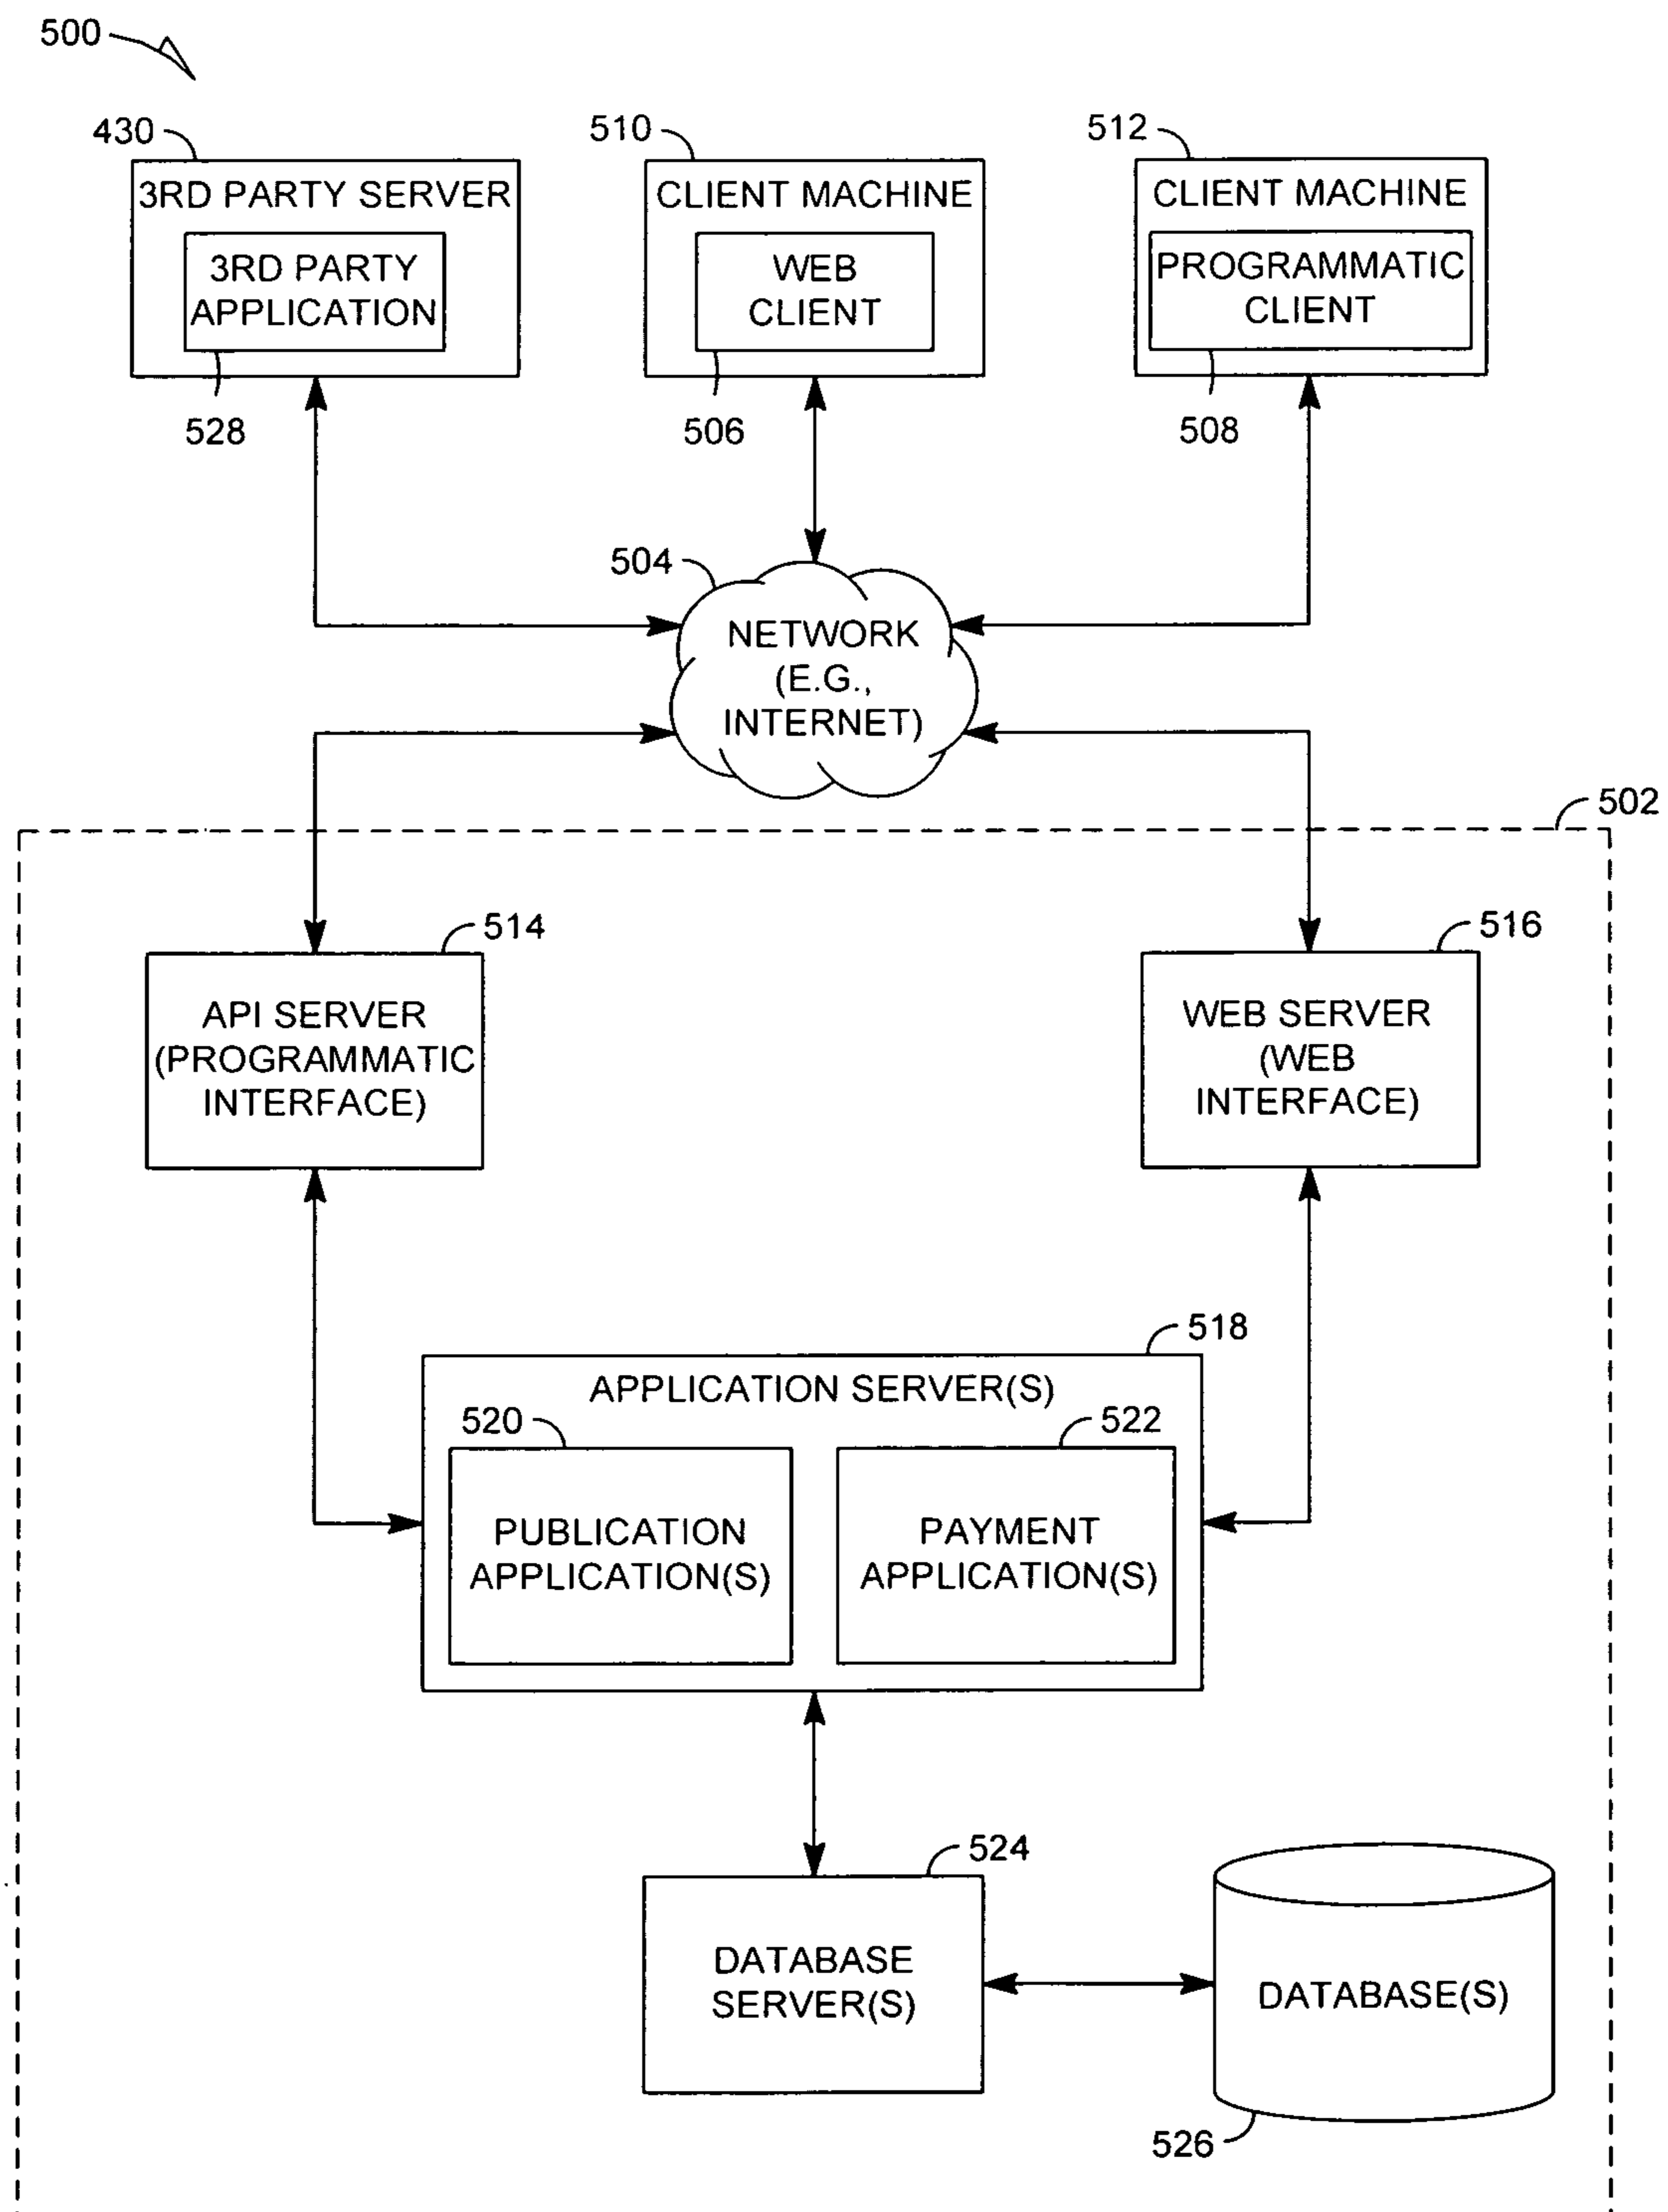 500
430
510
512
3RD PARTY SERVER
3RD PARTY
APPLICATION
528
CLIENT MACHINE
WEB
CLIENT
506
CLIENT MACHINE
PROGRAMMATIC
CLIENT
508
504
NETWORK
(E.G.,
INTERNET)
502
514
API SERVER
(PROGRAMMATIC
INTERFACE)
516
WEB SERVER
(WEB
INTERFACE)
518
APPLICATION SERVER(S)
520
PUBLICATION
APPLICATION(S)
522
PAYMENT
APPLICATION(S)
524
DATABASE
SERVER(S)
DATABASE(S)
526